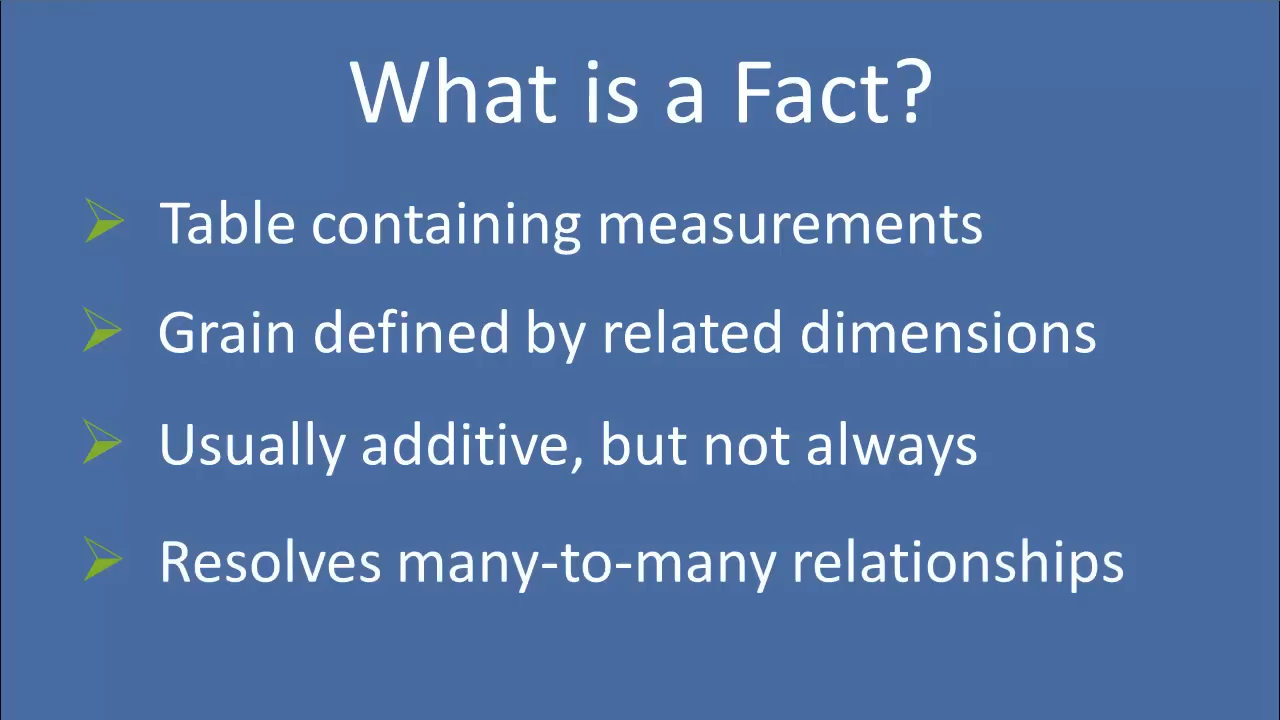 What is a Fact?
Table containing measurements
Grain defined by related dimensions
Usually additive, but not always
Resolves many-to-many relationships